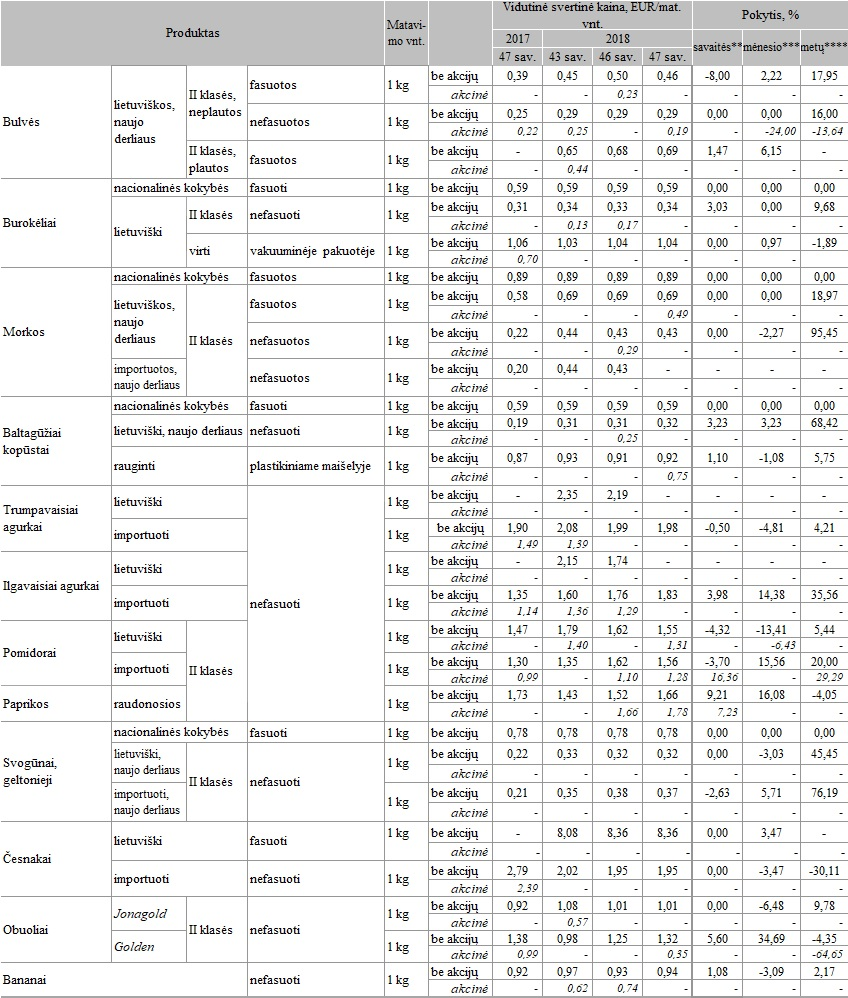 Produktas Matavi- Vidutinė svertinė kaina, EUR/mat. Pokytis, %
mo vnt. vnt.
2017 2018 savaitės** mėnesio*** metų****
47 sav. 43 sav. 46 sav. 47 sav.
Bulvės lietuviškos, naujo derliaus II klasės, neplautos fasuotos 1 kg be akcijų 0,39 0,45 0,50 0,46 -8,00 2,22 17,95
akcinė - - 0,23 - - - -
nefasuotos 1 kg be akcijų 0,25 0,29 0,29 0,29 0,00 0,00 16,00
akcinė 0,22 0,25 - 0,19 - -24,00 -13,64
II klasės, plautos fasuotos 1 kg be akcijų - 0,65 0,68 0,69 1,47 6,15 -
akcinė - 0,44 - - - - -
Burokėliai nacionalinės kokybės fasuoti 1 kg be akcijų 0,59 0,59 0,59 0,59 0,00 0,00 0,00
lietuviški II klasės nefasuoti 1 kg be akcijų 0,31 0,34 0,33 0,34 3,03 0,00 9,68
akcinė - 0,13 0,17 - - - -
virti vakuuminėje pakuotėje 1 kg be akcijų 1,06 1,03 1,04 1,04 0,00 0,97 -1,89
akcinė 0,70 - - - - - -
Morkos nacionalinės kokybės fasuotos 1 kg be akcijų 0,89 0,89 0,89 0,89 0,00 0,00 0,00
lietuviškos, naujo derliaus II klasės fasuotos 1 kg be akcijų 0,58 0,69 0,69 0,69 0,00 0,00 18,97
akcinė - - - 0,49 - - -
nefasuotos 1 kg be akcijų 0,22 0,44 0,43 0,43 0,00 -2,27 95,45
akcinė - - 0,29 - - - -
importuotos, naujo derliaus nefasuotos 1 kg be akcijų 0,20 0,44 0,43 - - - -
akcinė - - - - - - -
Baltagūžiai kopūstai nacionalinės kokybės fasuoti 1 kg be akcijų 0,59 0,59 0,59 0,59 0,00 0,00 0,00
lietuviški, naujo derliaus nefasuoti 1 kg be akcijų 0,19 0,31 0,31 0,32 3,23 3,23 68,42
akcinė - - 0,25 - - - -
rauginti plastikiniame maišelyje 1 kg be akcijų 0,87 0,93 0,91 0,92 1,10 -1,08 5,75
akcinė - - - 0,75 - - -
Trumpavaisiai agurkai lietuviški nefasuoti 1 kg be akcijų - 2,35 2,19 - - - -
akcinė - - - - - - -
importuoti 1 kg be akcijų 1,90 2,08 1,99 1,98 -0,50 -4,81 4,21
akcinė 1,49 1,39 - - - - -
Ilgavaisiai agurkai lietuviški 1 kg be akcijų - 2,15 1,74 - - - -
akcinė - - - - - - -
importuoti 1 kg be akcijų 1,35 1,60 1,76 1,83 3,98 14,38 35,56
akcinė 1,14 1,36 1,29 - - - -
Pomidorai lietuviški II klasės 1 kg be akcijų 1,47 1,79 1,62 1,55 -4,32 -13,41 5,44
akcinė - 1,40 - 1,31 - -6,43 -
importuoti 1 kg be akcijų 1,30 1,35 1,62 1,56 -3,70 15,56 20,00
akcinė 0,99 - 1,10 1,28 16,36 - 29,29
Paprikos raudonosios 1 kg be akcijų 1,73 1,43 1,52 1,66 9,21 16,08 -4,05
akcinė - - 1,66 1,78 7,23 - -
Svogūnai, geltonieji nacionalinės kokybės fasuoti 1 kg be akcijų 0,78 0,78 0,78 0,78 0,00 0,00 0,00
lietuviški, naujo derliaus II klasės nefasuoti 1 kg be akcijų 0,22 0,33 0,32 0,32 0,00 -3,03 45,45
akcinė - - - - - - -
importuoti, naujo derliaus 1 kg be akcijų 0,21 0,35 0,38 0,37 -2,63 5,71 76,19
akcinė - - - - - - -
Česnakai lietuviški fasuoti 1 kg be akcijų - 8,08 8,36 8,36 0,00 3,47 -
akcinė - - - - - - -
importuoti nefasuoti 1 kg be akcijų 2,79 2,02 1,95 1,95 0,00 -3,47 -30,11
akcinė 2,39 - - - - - -
Obuoliai Jonagold II klasės nefasuoti 1 kg be akcijų 0,92 1,08 1,01 1,01 0,00 -6,48 9,78
akcinė - 0,57 - - - - -
Golden 1 kg be akcijų 1,38 0,98 1,25 1,32 5,60 34,69 -4,35
akcinė 0,99 - - 0,35 - - -64,65
Bananai nefasuoti 1 kg be akcijų 0,92 0,97 0,93 0,94 1,08 -3,09 2,17
akcinė - 0,62 0,74 - - - -